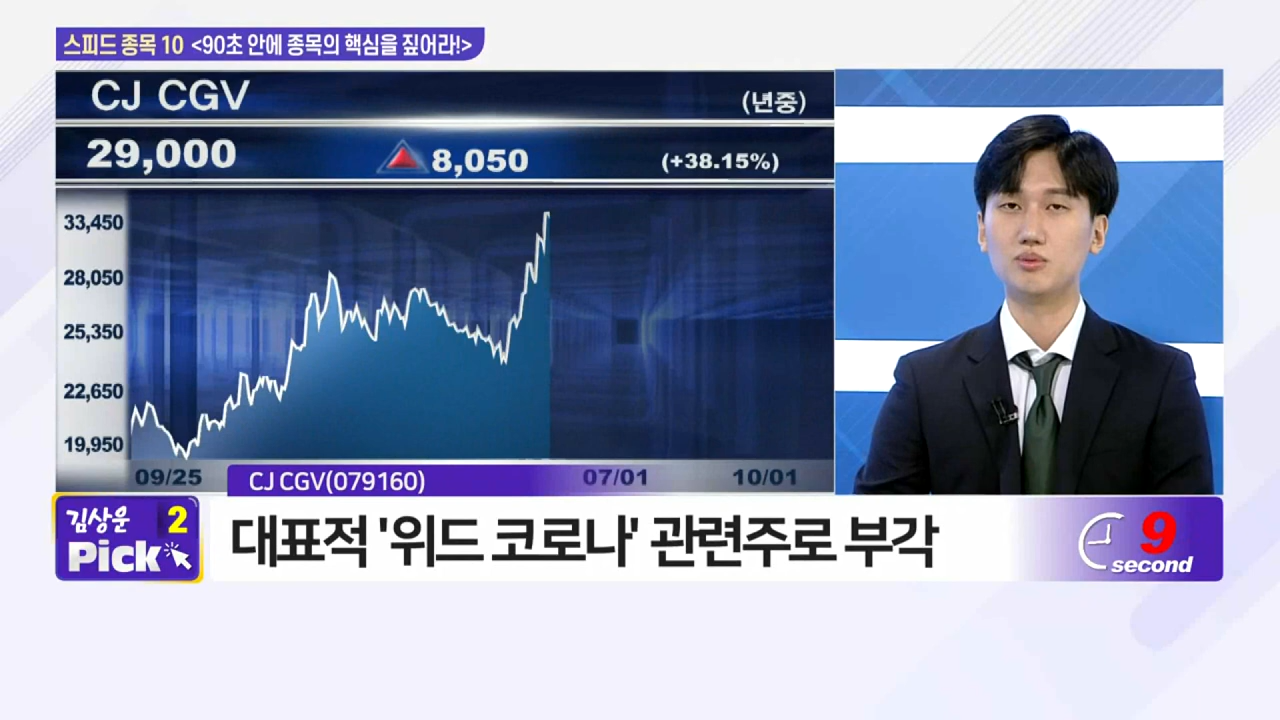 스피드 종목 10 <90초 안에 종목의 핵심을 짚어라!>
CJ CGV
(년중)
29,000
8,050
(+38.15%)
33,450
28,050
25,350
22,650
19,950
09/25
07/01
10/01
CJ CGV(079160)
김상윤 2
Pick
대표적 '위드 코로나' 관련주로 부각
9
second